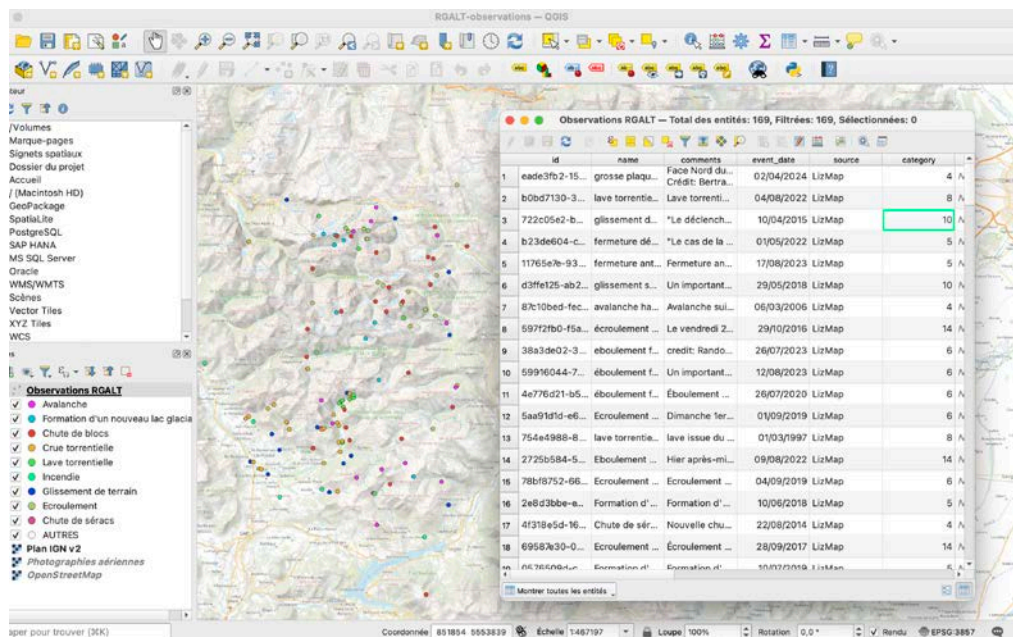 RGALT-observations — QGIS
teur
/Volumes
Marque-pages
Signets spatiaux
Dossier du projet
Accueil
/ (Macintosh HD)
GeoPackage
SpatiaLite
PostgreSQL
SAP HANA
MS SQL Server
Oracle
WMS/WMTS
Scènes
Vector Tiles
XYZ Tiles
WCS
Observations RGALT
Avalanche
Formation d'un nouveau lac glacia
Chute de blocs
Crue torrentielle
Lave torrentielle
Incendie
Glissement de terrain
Ecroulement
Chute de séracs
AUTRES
Plan IGN v2
Photographies aériennes
OpenStreetMap
Observations RGALT — Total des entités: 169, Filtrées: 169, Sélectionnées: 0
id name comments event_date source category
1 eade3fb2-15... grosse plaqu... Face Nord du... Crédit: Bertra... 02/04/2024 LizMap 4
2 b0bd7130-3... lave torrentie... Lave torrenti... 04/08/2022 LizMap 8
3 722c05e2-b... glissement d... "Le déclench... 10/04/2015 LizMap 10
4 b23de604-c... fermeture dé... "Le cas de la ... 01/05/2022 LizMap 5
5 11765e7e-93... fermeture ant... Fermeture an... 17/08/2023 LizMap 5
6 d3ffe125-ab2... glissement s... Un important... 29/05/2018 LizMap 10
7 87c10bed-fec... avalanche ha... Avalanche sui... 06/03/2006 LizMap 4
8 597f2fb0-f5a... écroulement ... Le vendredi 2... 29/10/2016 LizMap 14
9 38a3de02-3... eboulement f... credit: Rando... 26/07/2023 LizMap 6
10 59916044-7... éboulement f... Un important... 12/08/2023 LizMap 6
11 4e776d21-b5... éboulement f... Éboulement ... 26/07/2020 LizMap 6
12 5aa91d1d-e6... Ecroulement ... Dimanche 1er... 01/09/2019 LizMap 6
13 754e4988-8... lave torrentie... lave issue du ... 01/03/1997 LizMap 8
14 2725b584-5... Eboulement ... Hier après-mi... 09/08/2022 LizMap 14
15 78bf8752-66... Ecroulement ... Ecroulement ... 04/09/2019 LizMap 6
16 2e8d3bbe-e... Formation d'... Formation d'... 10/06/2018 LizMap 5
17 4f318e5d-16... Chute de sér... Nouvelle chu... 22/08/2014 LizMap 4
18 69587e30-0... Ecroulement ... Écroulement ... 28/09/2017 LizMap 14
Montrer toutes les entités
aper pour trouver (⌘K) Coordonnée 851854 5553839 Échelle 1:467197 Loupe 100% Rotation 0,0 ° Rendu EPSG:3857